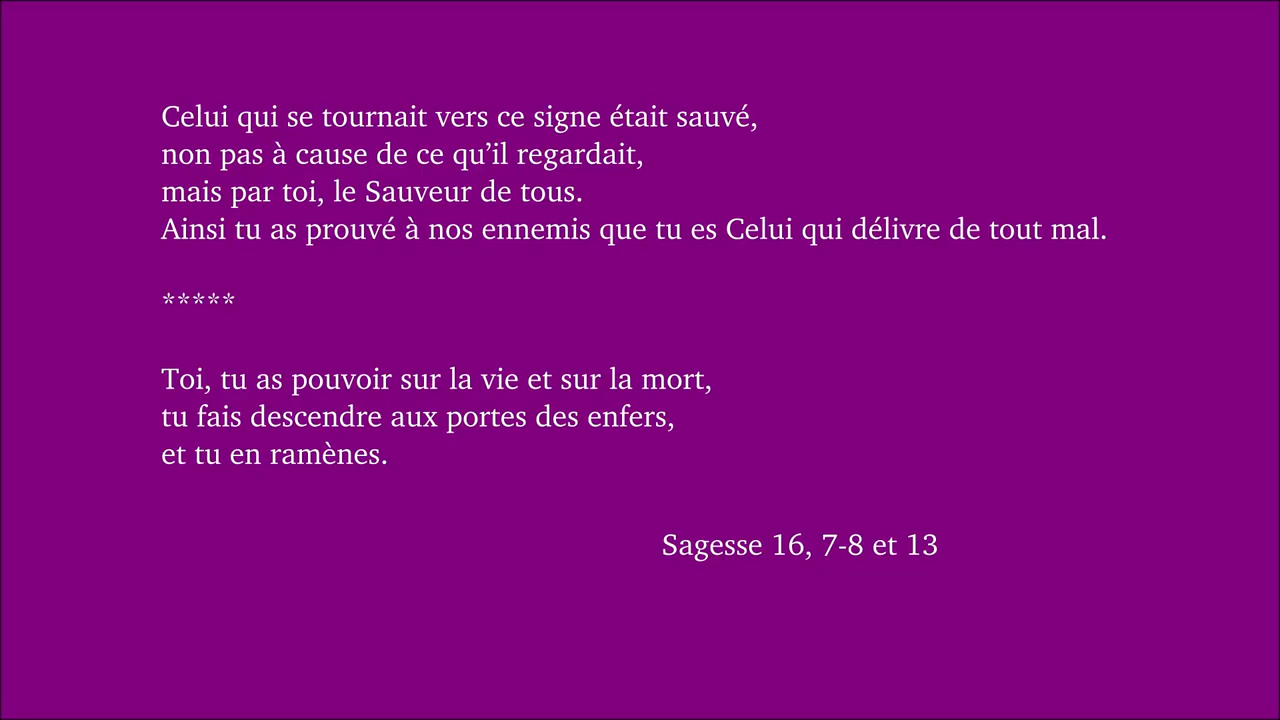 Celui qui se tournait vers ce signe était sauvé,
non pas à cause de ce qu’il regardait,
mais par toi, le Sauveur de tous.
Ainsi tu as prouvé à nos ennemis que tu es Celui qui délivre de tout mal.
*****
Toi, tu as pouvoir sur la vie et sur la mort,
tu fais descendre aux portes des enfers,
et tu en ramènes.
Sagesse 16, 7-8 et 13